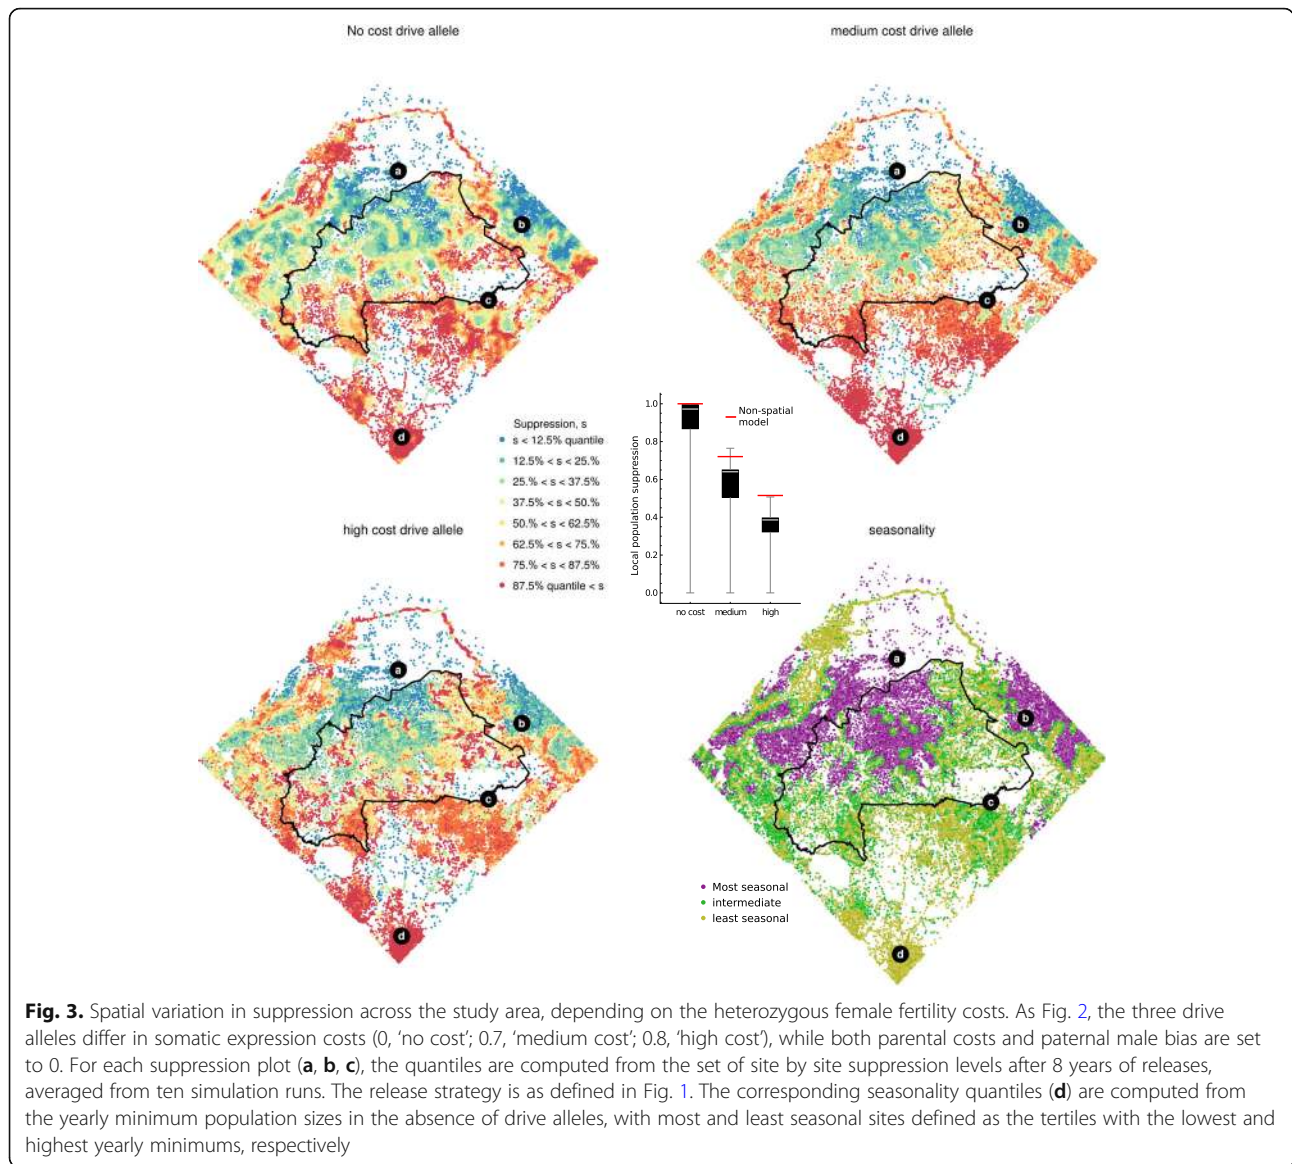 No cost drive allele
medium cost drive allele
a
a
b
b
c
c
d
d
Suppression, s
s < 12.5% quantile
12.5% < s < 25.%
25.% < s < 37.5%
37.5% < s < 50.%
50.% < s < 62.5%
62.5% < s < 75.%
75.% < s < 87.5%
87.5% quantile < s
Local population suppression
1.0
0.8
0.6
0.4
0.2
0.0
Non-spatial
model
no cost
medium
high
high cost drive allele
seasonality
a
a
b
b
c
c
d
d
Most seasonal
intermediate
least seasonal
Fig. 3. Spatial variation in suppression across the study area, depending on the heterozygous female fertility costs. As Fig. 2, the three drive
alleles differ in somatic expression costs (0, ‘no cost’; 0.7, ‘medium cost’; 0.8, ‘high cost’), while both parental costs and paternal male bias are set
to 0. For each suppression plot (a, b, c), the quantiles are computed from the set of site by site suppression levels after 8 years of releases,
averaged from ten simulation runs. The release strategy is as defined in Fig. 1. The corresponding seasonality quantiles (d) are computed from
the yearly minimum population sizes in the absence of drive alleles, with most and least seasonal sites defined as the tertiles with the lowest and
highest yearly minimums, respectively